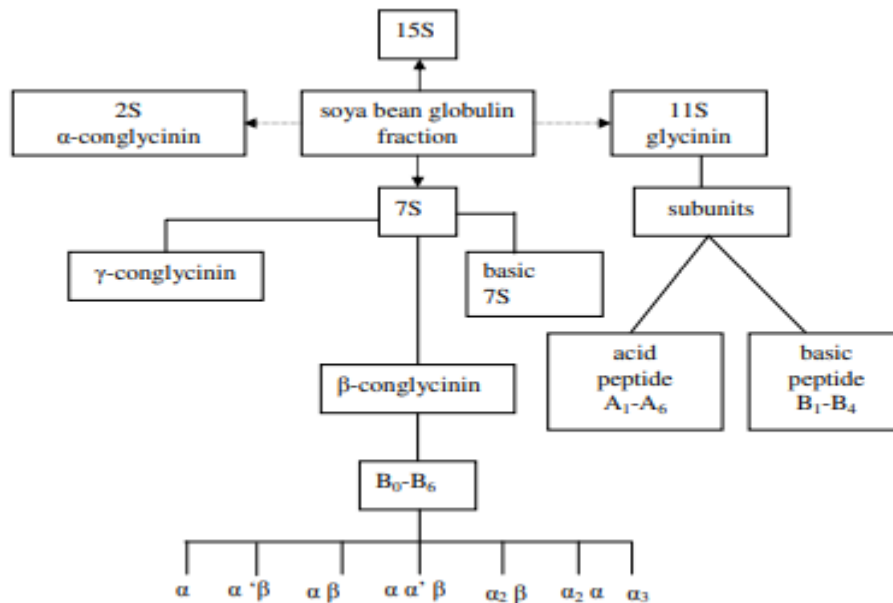 15S
2S
α-conglycinin
soya bean globulin
fraction
11S
glycinin
7S
subunits
γ-conglycinin
basic
7S
acid
peptide
A₁-A₆
basic
peptide
B₁-B₄
β-conglycinin
B₀-B₆
α α ‘β α β α α’ β α₂ β α₂ α α₃